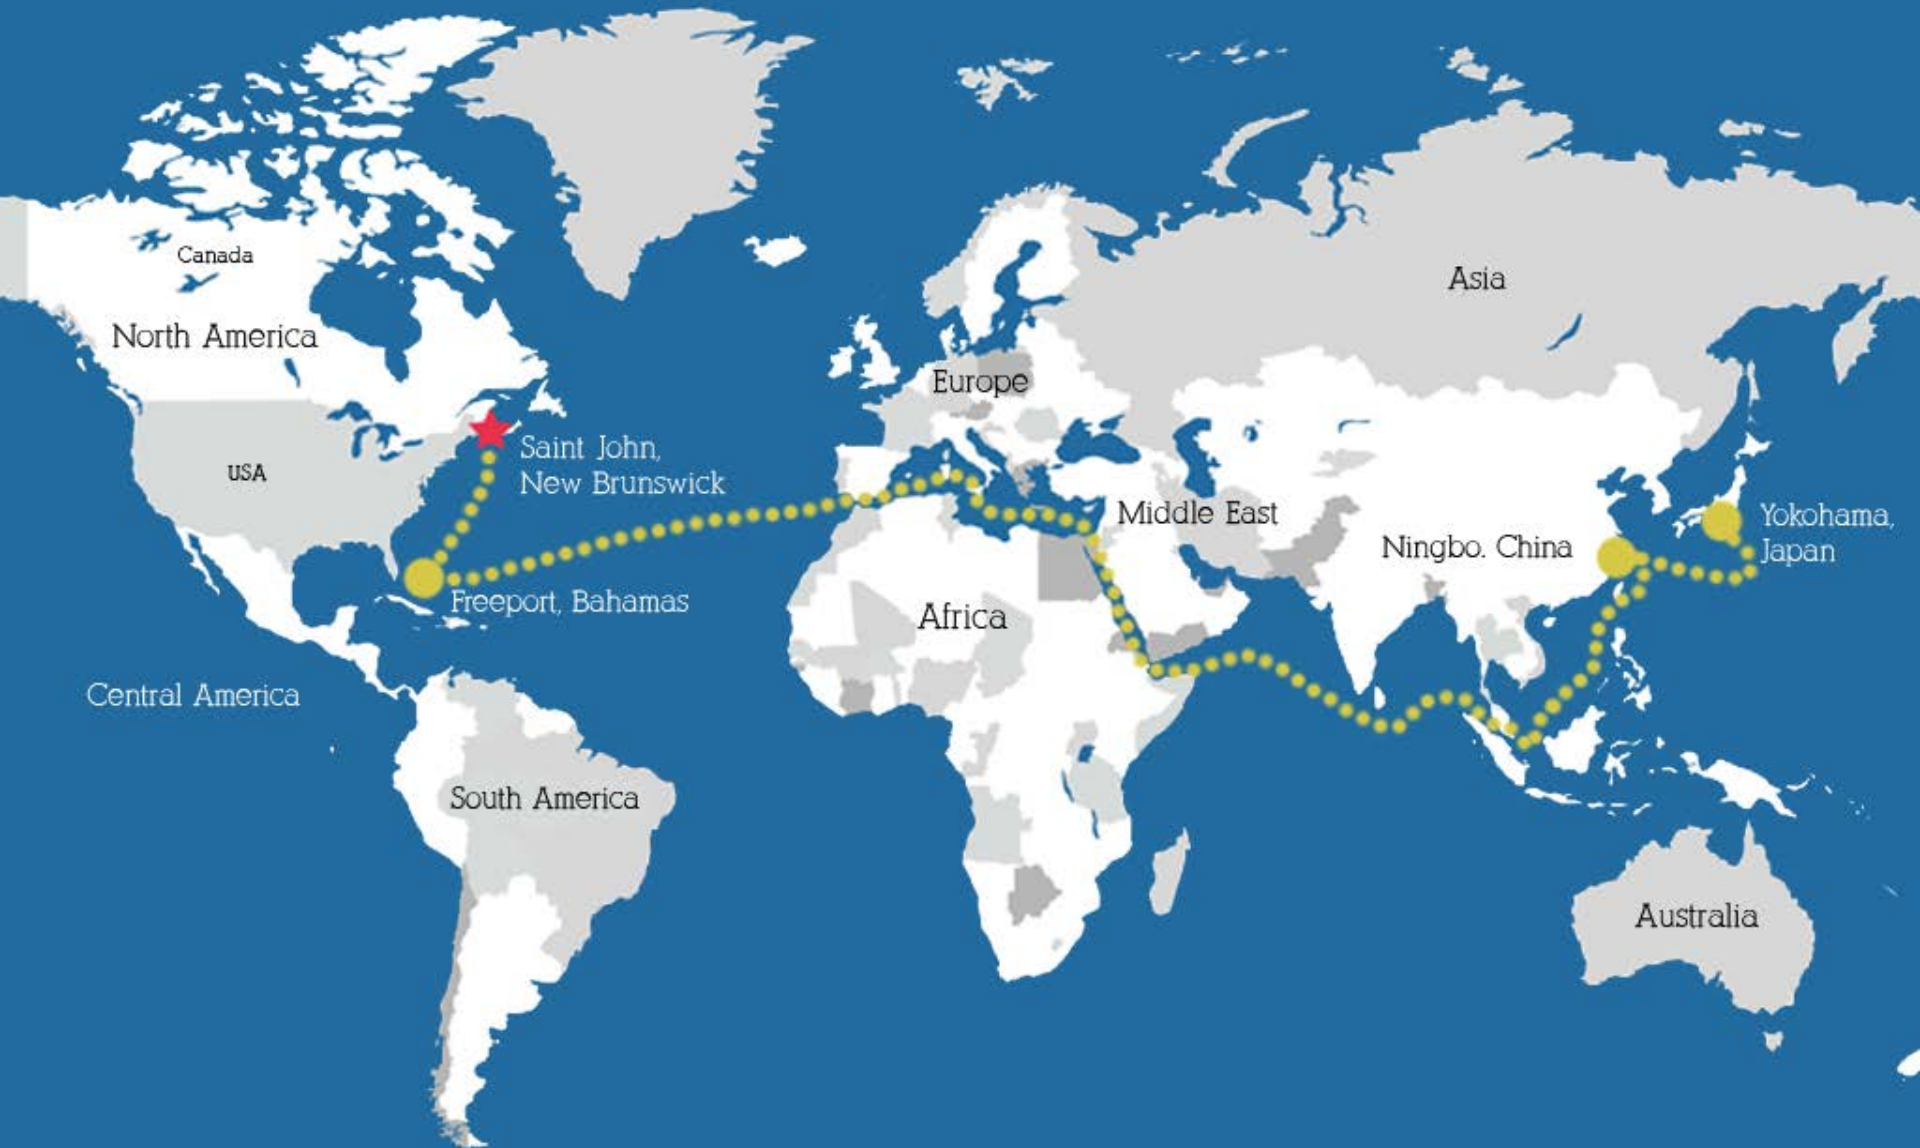 Canada
North America
USA
Saint John,
New Brunswick
Freeport, Bahamas
Central America
South America
Europe
Africa
Middle East
Asia
Ningbo. China
Yokohama,
Japan
Australia